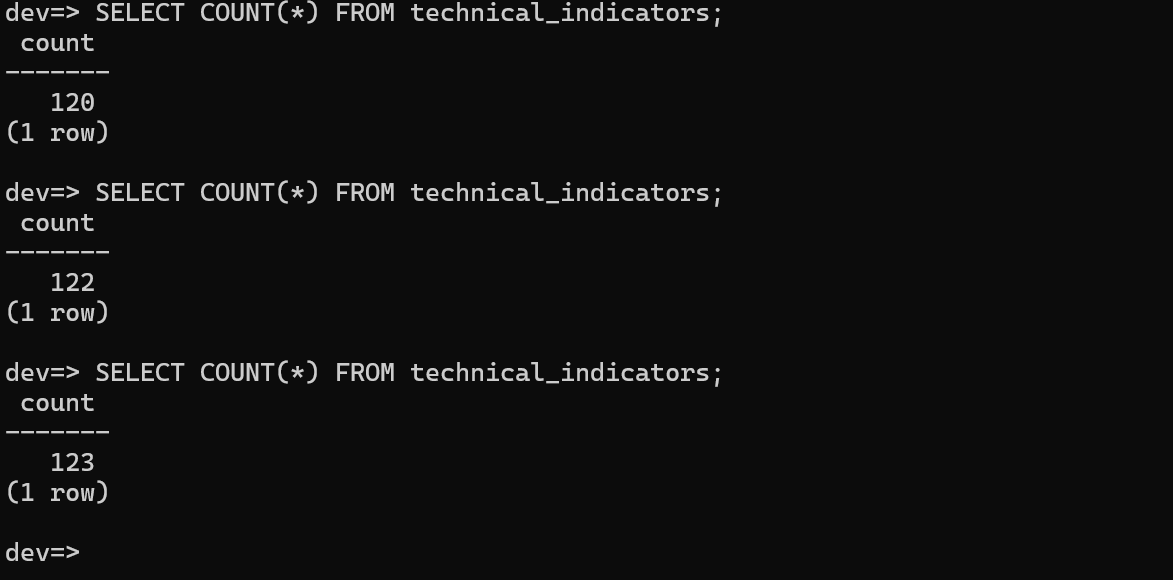 dev=> SELECT COUNT(*) FROM technical_indicators;
 count
-------
   120
(1 row)

dev=> SELECT COUNT(*) FROM technical_indicators;
 count
-------
   122
(1 row)

dev=> SELECT COUNT(*) FROM technical_indicators;
 count
-------
   123
(1 row)

dev=>